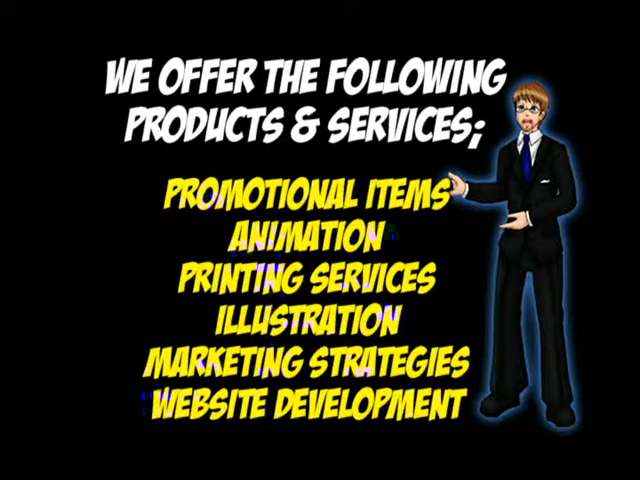 WE OFFER THE FOLLOWING
PRODUCTS & SERVICES;
PROMOTIONAL ITEMS
ANIMATION
PRINTING SERVICES
ILLUSTRATION
MARKETING STRATEGIES
WEBSITE DEVELOPMENT